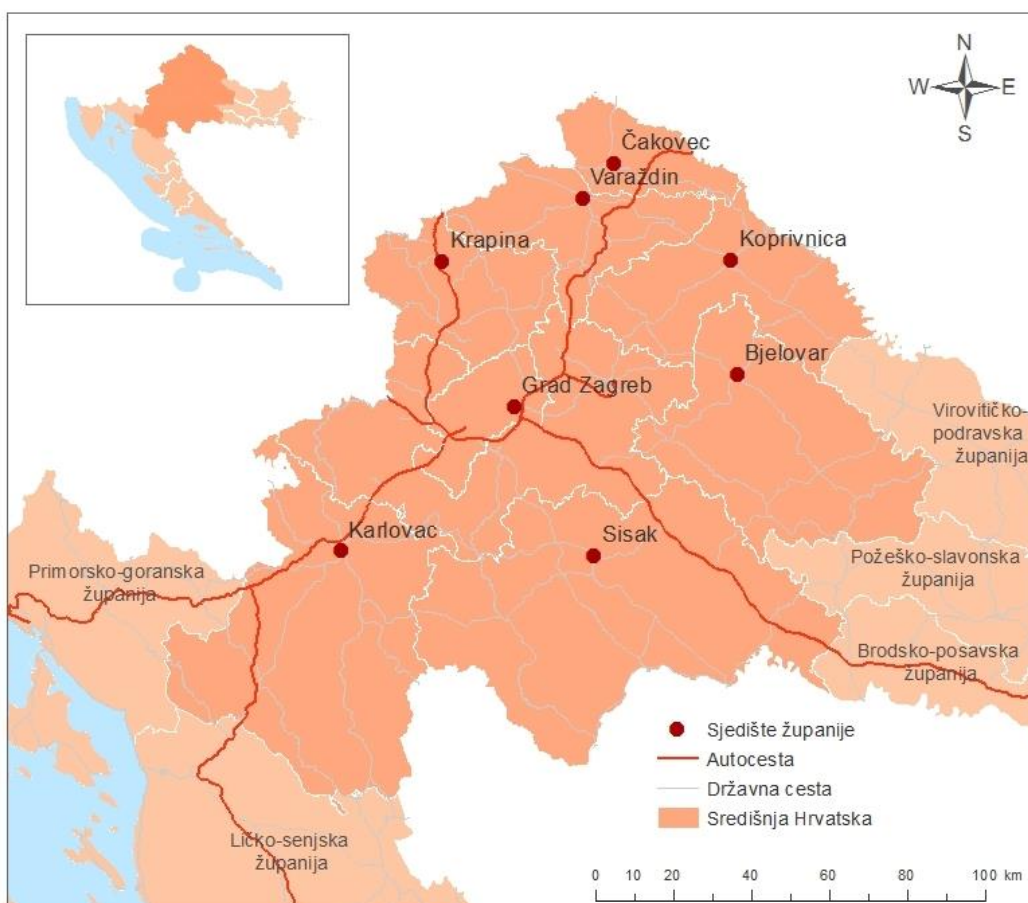 N
W
E
S
Čakovec
Varaždin
Krapina
Koprivnica
Bjelovar
Grad Zagreb
Virovitičko-
podravska
županija
Karlovac
Sisak
Požeško-slavonska
županija
Primorsko-goranska
županija
Brodsko-posavska
županija
Ličko-senjska
županija
Sjedište županije
Autocesta
Državna cesta
Središnja Hrvatska
0 10 20 40 60 80 100 km